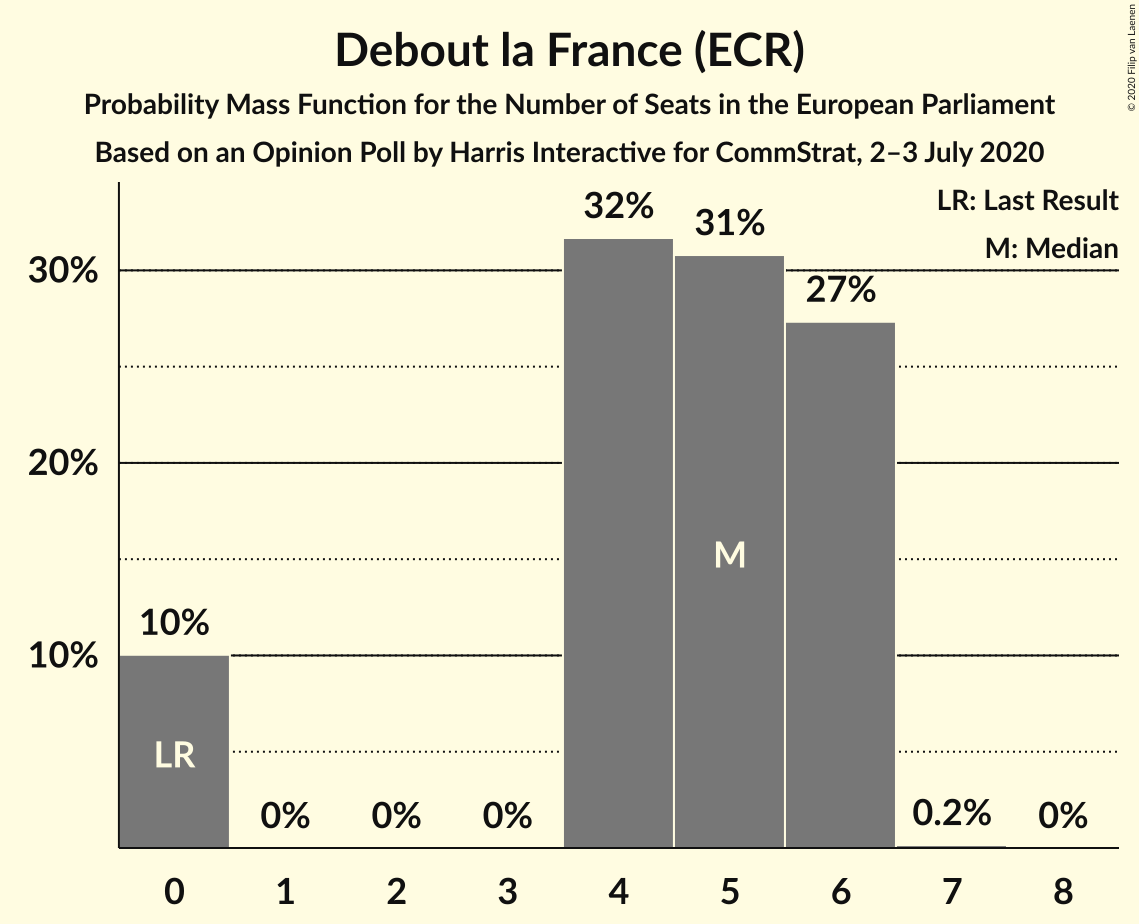 Debout la France (ECR)
Probability Mass Function for the Number of Seats in the European Parliament
Based on an Opinion Poll by Harris Interactive for CommStrat, 2–3 July 2020
© 2020 Filip van Laenen
LR: Last Result
M: Median
32%
31%
30%
27%
20%
M
10%
10%
LR
0%
0%
0%
0.2%
0%
0 1 2 3 4 5 6 7 8